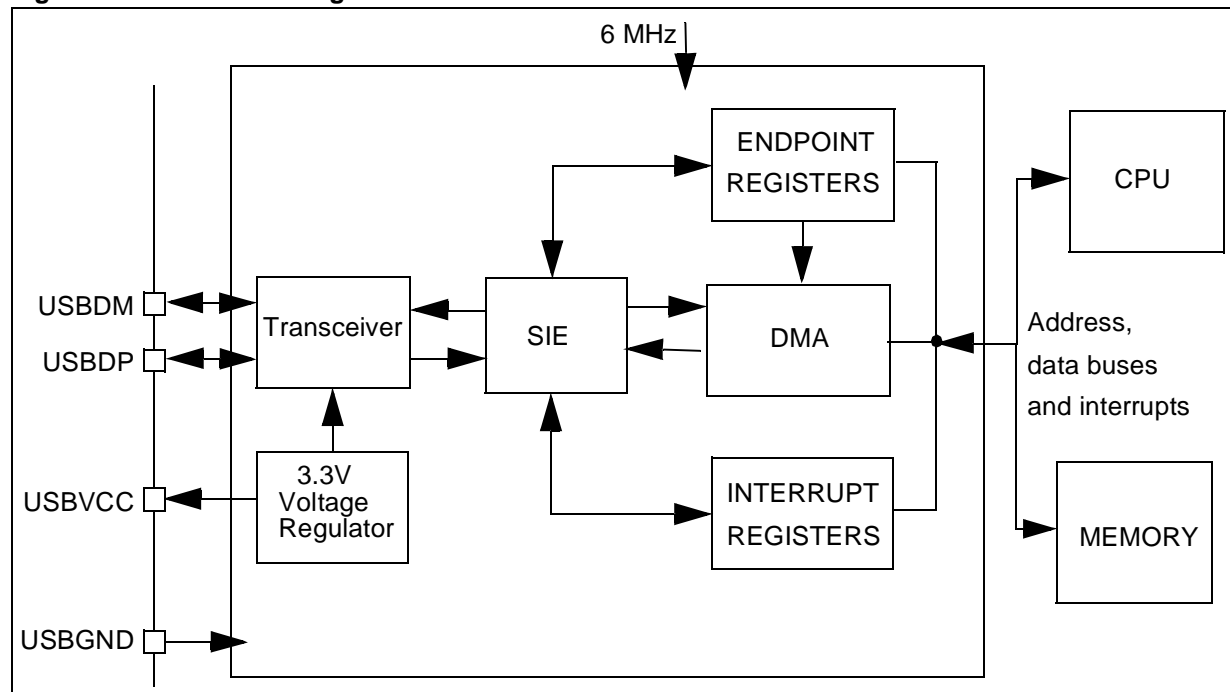 6 MHz
ENDPOINT
REGISTERS
CPU
USBDM
Transceiver
SIE
DMA
Address,
data buses
and interrupts
USBDP
3.3V
Voltage
Regulator
USBVCC
INTERRUPT
REGISTERS
MEMORY
USBGND